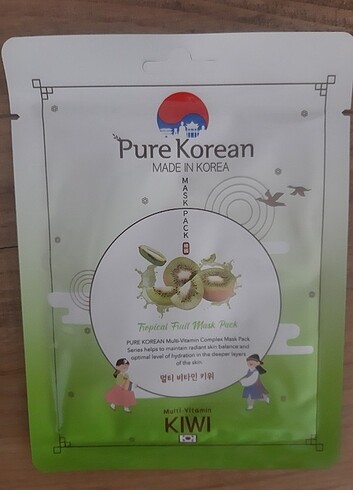 Pure Korean
MADE IN KOREA
MASK PACK
Tropical Fruit Mask Pack
PURE KOREAN Multi-Vitamin Complex Mask Pack
Series helps to maintain radiant skin balance and
optimal level of hydration in the deeper layers
of the skin.
멀티 비타민 키위
Multi-Vitamin
KIWI